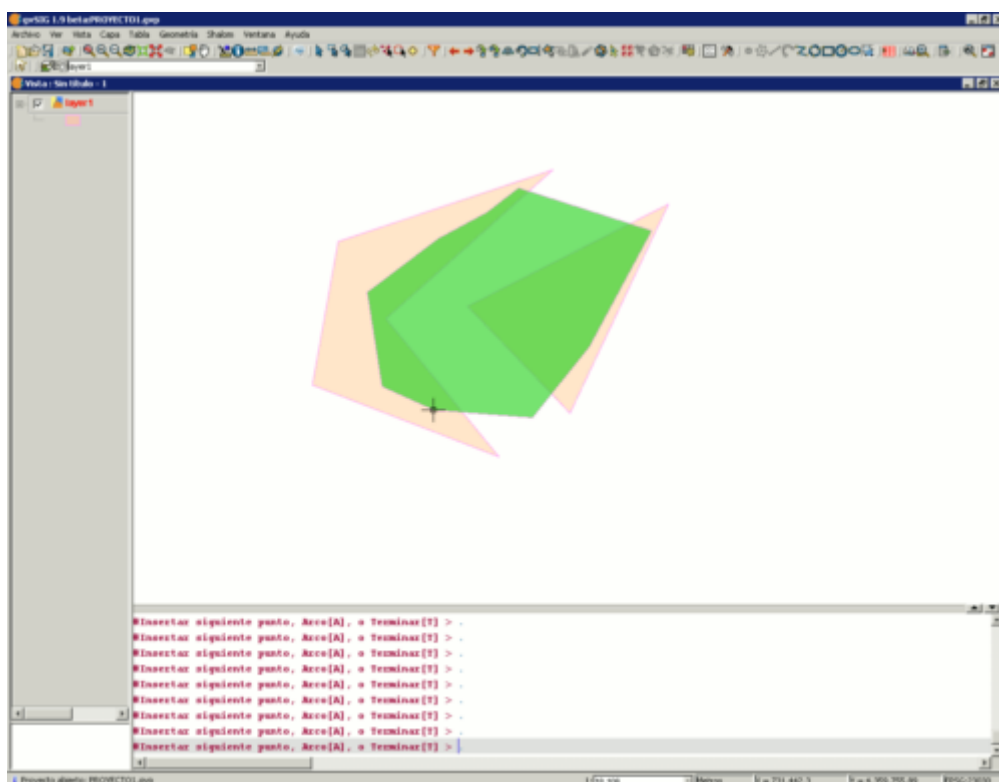 gvSIG 1.9 beta:PROYECTO1.gvp
Archivo Ver Vista Capa Tabla Geometría Shalom Ventana Ayuda
layer1
Vista : Sin título - 1
layer1
#Insertar siguiente punto, Arco[A], o Terminar[T] > .
#Insertar siguiente punto, Arco[A], o Terminar[T] > .
#Insertar siguiente punto, Arco[A], o Terminar[T] > .
#Insertar siguiente punto, Arco[A], o Terminar[T] > .
#Insertar siguiente punto, Arco[A], o Terminar[T] > .
#Insertar siguiente punto, Arco[A], o Terminar[T] > .
#Insertar siguiente punto, Arco[A], o Terminar[T] > .
#Insertar siguiente punto, Arco[A], o Terminar[T] > .
#Insertar siguiente punto, Arco[A], o Terminar[T] > .
Proyecto abierto: PROYECTO1.gvp Metros EPSG:23030